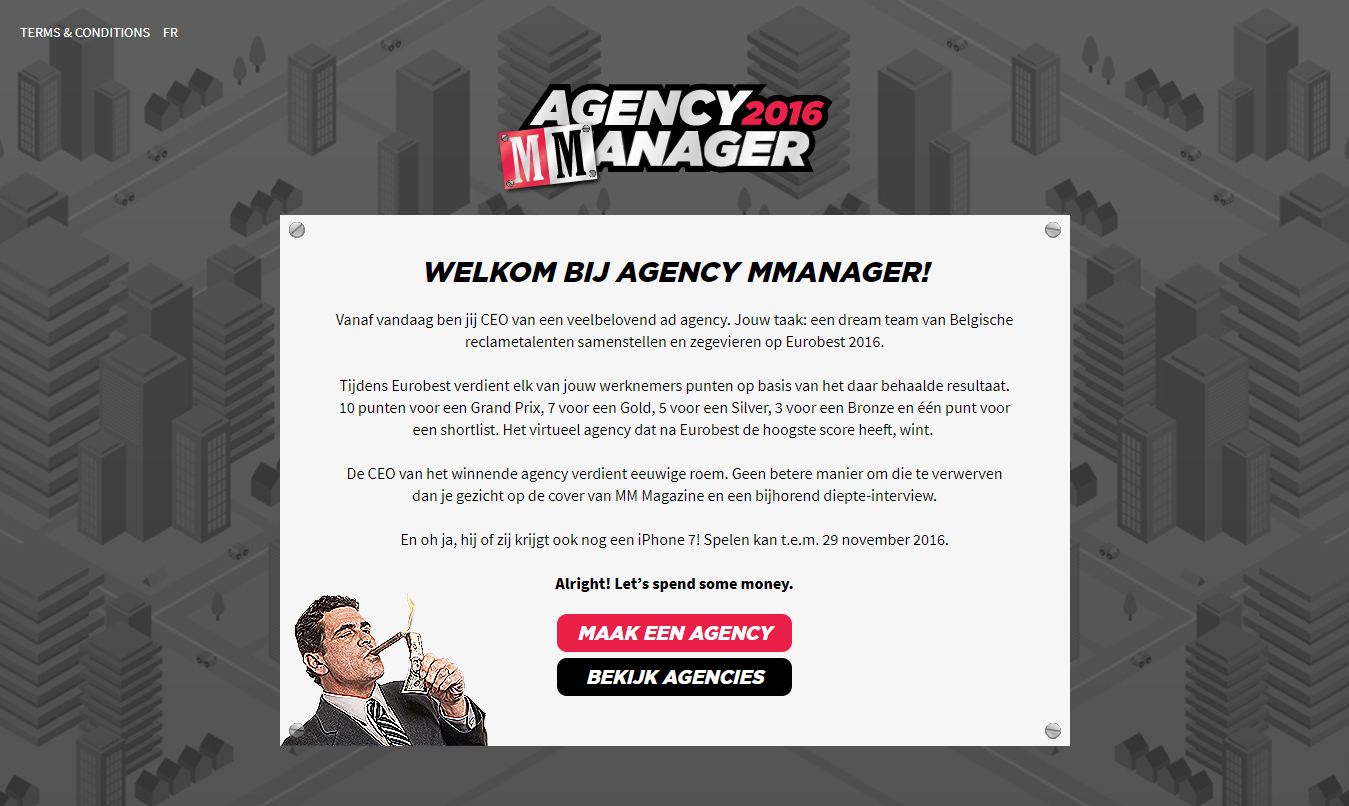 TERMS & CONDITIONS FR
AGENCY 2016
MMANAGER
WELKOM BIJ AGENCY MMANAGER!
Vanaf vandaag ben jij CEO van een veelbelovend ad agency. Jouw taak: een dream team van Belgische
reclametalenten samenstellen en zegevieren op Eurobest 2016.
Tijdens Eurobest verdient elk van jouw werknemers punten op basis van het daar behaalde resultaat.
10 punten voor een Grand Prix, 7 voor een Gold, 5 voor een Silver, 3 voor een Bronze en één punt voor
een shortlist. Het virtueel agency dat na Eurobest de hoogste score heeft, wint.
De CEO van het winnende agency verdient eeuwige roem. Geen betere manier om die te verwerven
dan je gezicht op de cover van MM Magazine en een bijhorend diepte-interview.
En oh ja, hij of zij krijgt ook nog een iPhone 7! Spelen kan t.e.m. 29 november 2016.
Alright! Let’s spend some money.
MAAK EEN AGENCY
BEKIJK AGENCIES